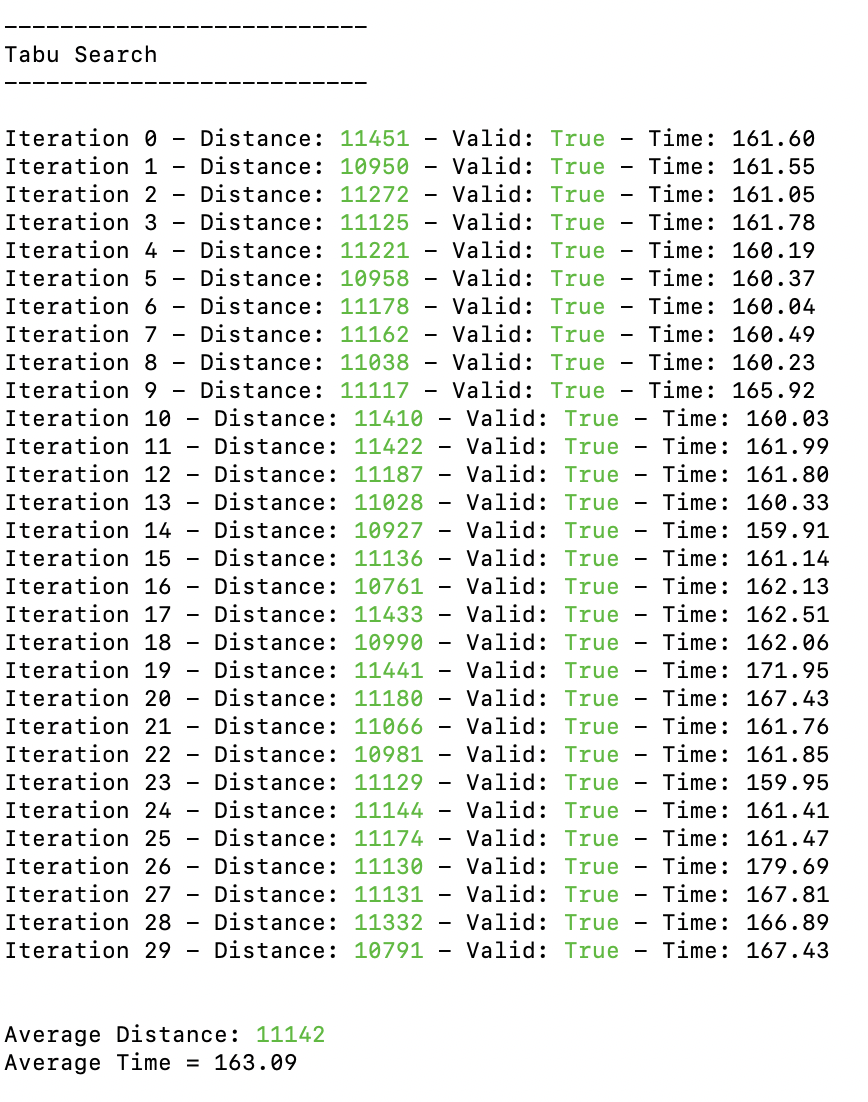 --------------------------
Tabu Search
--------------------------
Iteration 0 - Distance: 11451 - Valid: True - Time: 161.60
Iteration 1 - Distance: 10950 - Valid: True - Time: 161.55
Iteration 2 - Distance: 11272 - Valid: True - Time: 161.05
Iteration 3 - Distance: 11125 - Valid: True - Time: 161.78
Iteration 4 - Distance: 11221 - Valid: True - Time: 160.19
Iteration 5 - Distance: 10958 - Valid: True - Time: 160.37
Iteration 6 - Distance: 11178 - Valid: True - Time: 160.04
Iteration 7 - Distance: 11162 - Valid: True - Time: 160.49
Iteration 8 - Distance: 11038 - Valid: True - Time: 160.23
Iteration 9 - Distance: 11117 - Valid: True - Time: 165.92
Iteration 10 - Distance: 11410 - Valid: True - Time: 160.03
Iteration 11 - Distance: 11422 - Valid: True - Time: 161.99
Iteration 12 - Distance: 11187 - Valid: True - Time: 161.80
Iteration 13 - Distance: 11028 - Valid: True - Time: 160.33
Iteration 14 - Distance: 10927 - Valid: True - Time: 159.91
Iteration 15 - Distance: 11136 - Valid: True - Time: 161.14
Iteration 16 - Distance: 10761 - Valid: True - Time: 162.13
Iteration 17 - Distance: 11433 - Valid: True - Time: 162.51
Iteration 18 - Distance: 10990 - Valid: True - Time: 162.06
Iteration 19 - Distance: 11441 - Valid: True - Time: 171.95
Iteration 20 - Distance: 11180 - Valid: True - Time: 167.43
Iteration 21 - Distance: 11066 - Valid: True - Time: 161.76
Iteration 22 - Distance: 10981 - Valid: True - Time: 161.85
Iteration 23 - Distance: 11129 - Valid: True - Time: 159.95
Iteration 24 - Distance: 11144 - Valid: True - Time: 161.41
Iteration 25 - Distance: 11174 - Valid: True - Time: 161.47
Iteration 26 - Distance: 11130 - Valid: True - Time: 179.69
Iteration 27 - Distance: 11131 - Valid: True - Time: 167.81
Iteration 28 - Distance: 11332 - Valid: True - Time: 166.89
Iteration 29 - Distance: 10791 - Valid: True - Time: 167.43
Average Distance: 11142
Average Time = 163.09